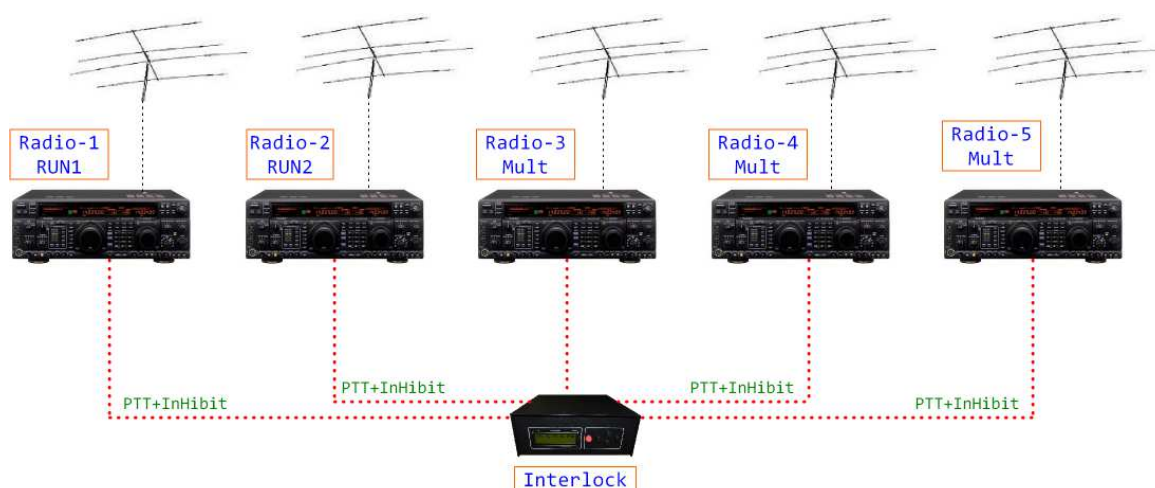 Radio-1
RUN1
Radio-2
RUN2
Radio-3
Mult
Radio-4
Mult
Radio-5
Mult
PTT+InHibit
PTT+InHibit
PTT+InHibit
PTT+InHibit
Interlock